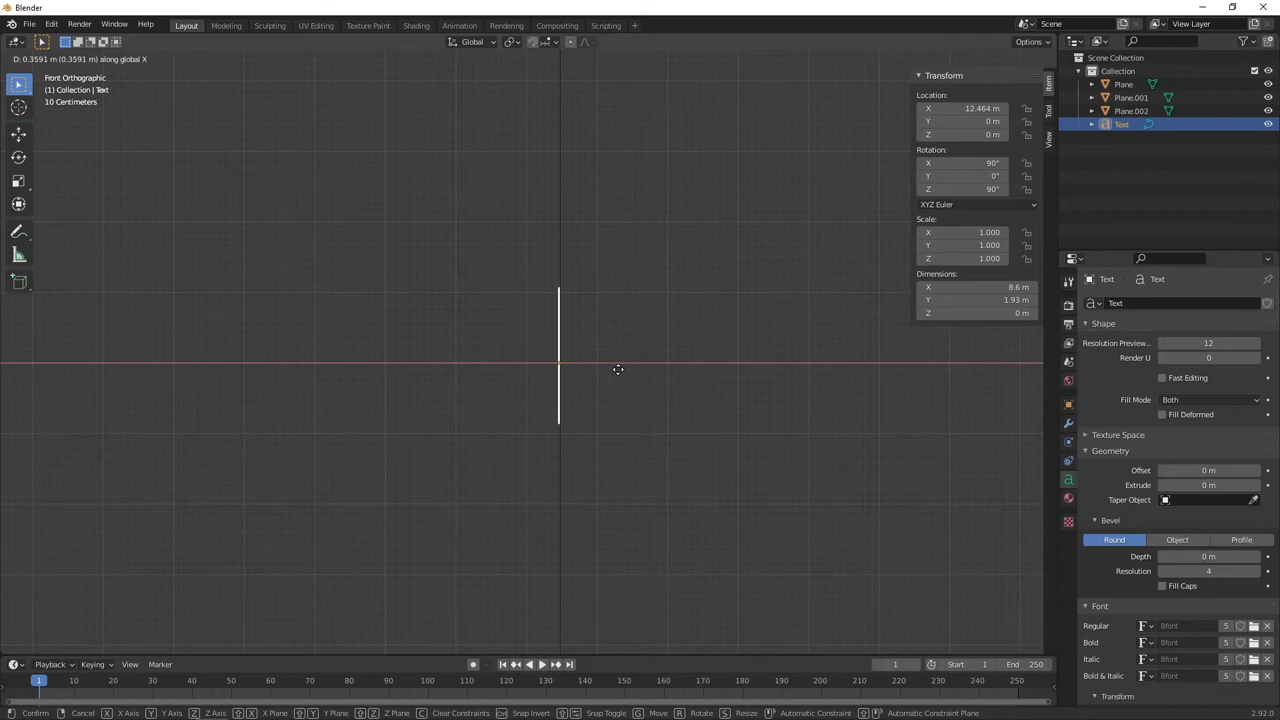 Blender
File Edit Render Window Help Layout Modeling Sculpting UV Editing Texture Paint Shading Animation Rendering Compositing Scripting + Scene View Layer
Global Options
D: 0.3591 m (0.3591 m) along global X
Front Orthographic
(1) Collection | Text
10 Centimeters
Transform
Location:
X 12.464 m
Y 0 m
Z 0 m
Rotation:
X 90°
Y 0°
Z 90°
XYZ Euler
Scale:
X 1.000
Y 1.000
Z 1.000
Dimensions:
X 8.6 m
Y 1.93 m
Z 0 m
Item
Tool
View
Scene Collection
Collection
Plane
Plane.001
Plane.002
Text
Text Text
Text
Shape
Resolution Preview... 12
Render U 0
Fast Editing
Fill Mode Both
Fill Deformed
Texture Space
Geometry
Offset 0 m
Extrude 0 m
Taper Object
Bevel
Round Object Profile
Depth 0 m
Resolution 4
Fill Caps
Font
Regular Bfont 5
Bold Bfont 5
Italic Bfont 5
Bold & Italic Bfont 5
Transform
Playback Keying View Marker 1 Start 1 End 250
1 10 20 30 40 50 60 70 80 90 100 110 120 130 140 150 160 170 180 190 200 210 220 230 240 250
Confirm Cancel X X Axis Y Y Axis Z Z Axis X X Plane Y Y Plane Z Z Plane C Clear Constraints Snap Invert Snap Toggle G Move R Rotate S Resize Automatic Constraint Automatic Constraint Plane 2.92.0